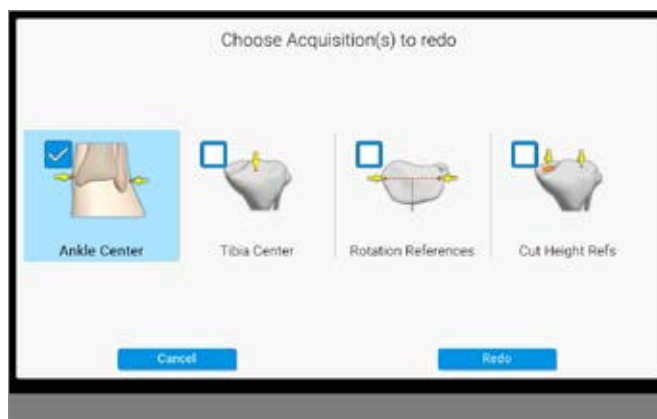 Choose Acquisition(s) to redo
Ankle Center
Tibia Center
Rotation References
Cut Height Refs
Cancel
Redo